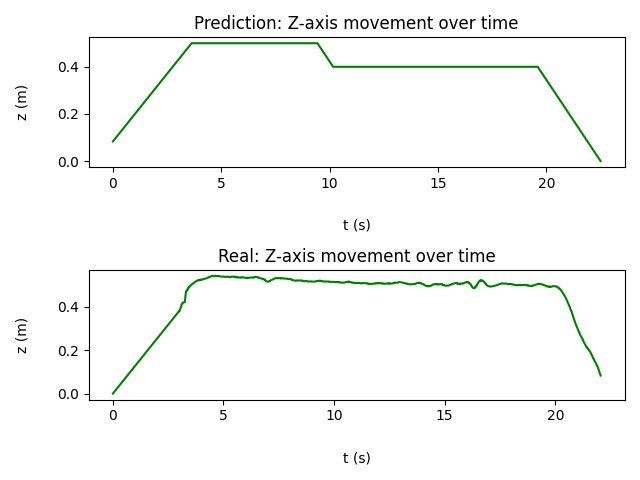 Prediction: Z-axis movement over time
z (m)
0.4
0.2
0.0
0 5 10 15 20
t (s)
Real: Z-axis movement over time
z (m)
0.4
0.2
0.0
0 5 10 15 20
t (s)